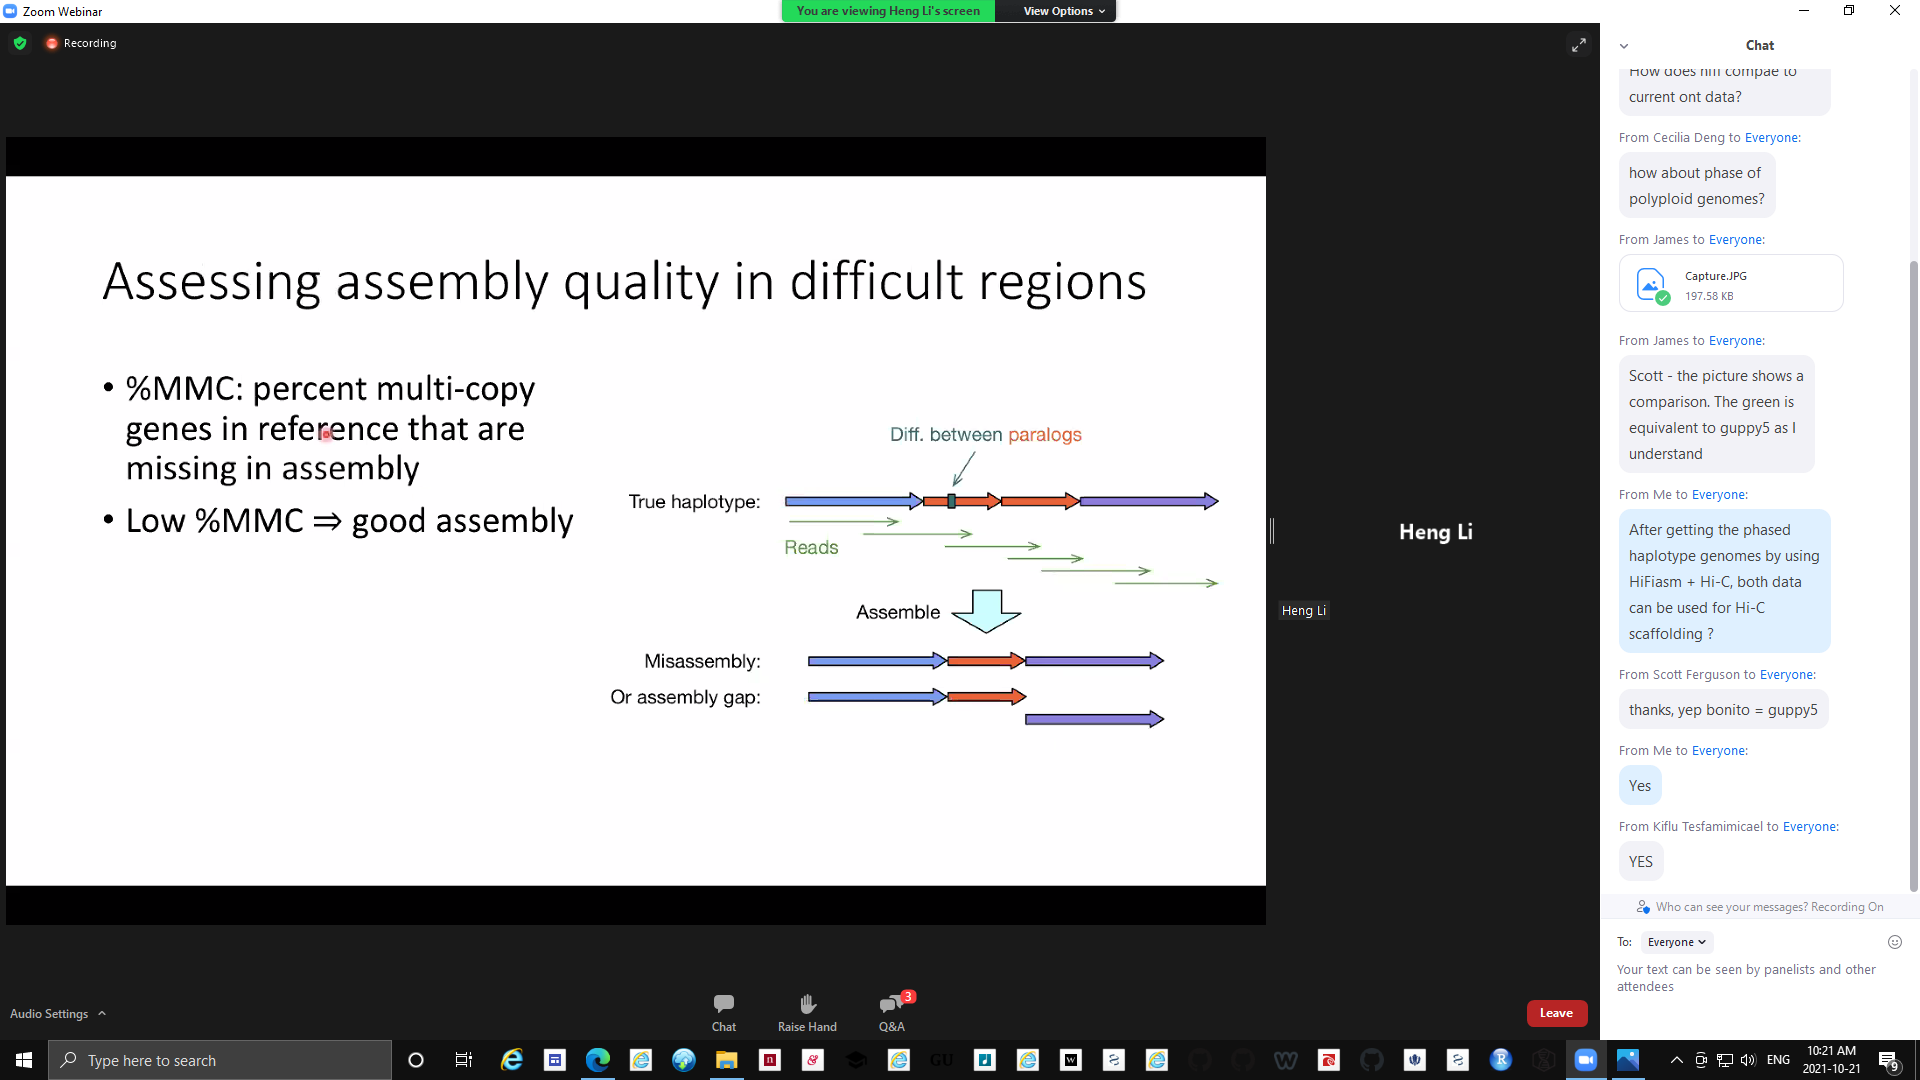 Zoom Webinar
You are viewing Heng Li's screen
View Options
Recording
Assessing assembly quality in difficult regions
• %MMC: percent multi-copy
genes in reference that are
missing in assembly
• Low %MMC ⇒ good assembly
Diff. between paralogs
True haplotype:
Reads
Assemble
Misassembly:
Or assembly gap:
Heng Li
Heng Li
Chat
How does hifi compae to
current ont data?
From Cecilia Deng to Everyone:
how about phase of
polyploid genomes?
From James to Everyone:
Capture.JPG
197.58 KB
From James to Everyone:
Scott - the picture shows a
comparison. The green is
equivalent to guppy5 as I
understand
From Me to Everyone:
After getting the phased
haplotype genomes by using
HiFiasm + Hi-C, both data
can be used for Hi-C
scaffolding ?
From Scott Ferguson to Everyone:
thanks, yep bonito = guppy5
From Me to Everyone:
Yes
From Kiflu Tesfamimicael to Everyone:
YES
Who can see your messages? Recording On
To: Everyone
Your text can be seen by panelists and other
attendees
Audio Settings
Chat
Raise Hand
3
Q&A
Leave
Type here to search
GU
W
R
ENG
10:21 AM
2021-10-21
9